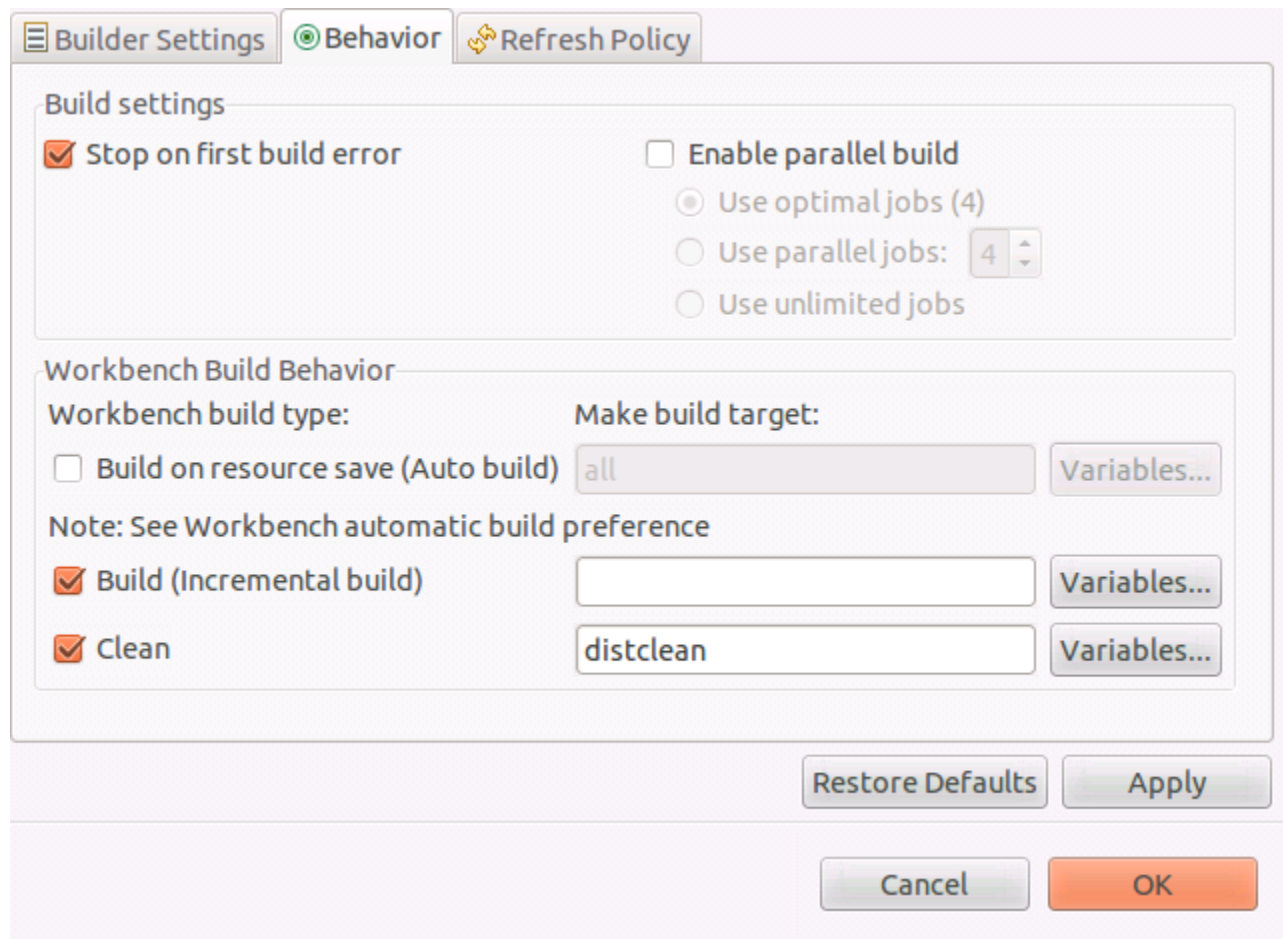 Builder Settings Behavior Refresh Policy
Build settings
Stop on first build error Enable parallel build
Use optimal jobs (4)
Use parallel jobs: 4
Use unlimited jobs
Workbench Build Behavior
Workbench build type: Make build target:
Build on resource save (Auto build) all Variables...
Note: See Workbench automatic build preference
Build (Incremental build) Variables...
Clean distclean Variables...
Restore Defaults Apply
Cancel OK